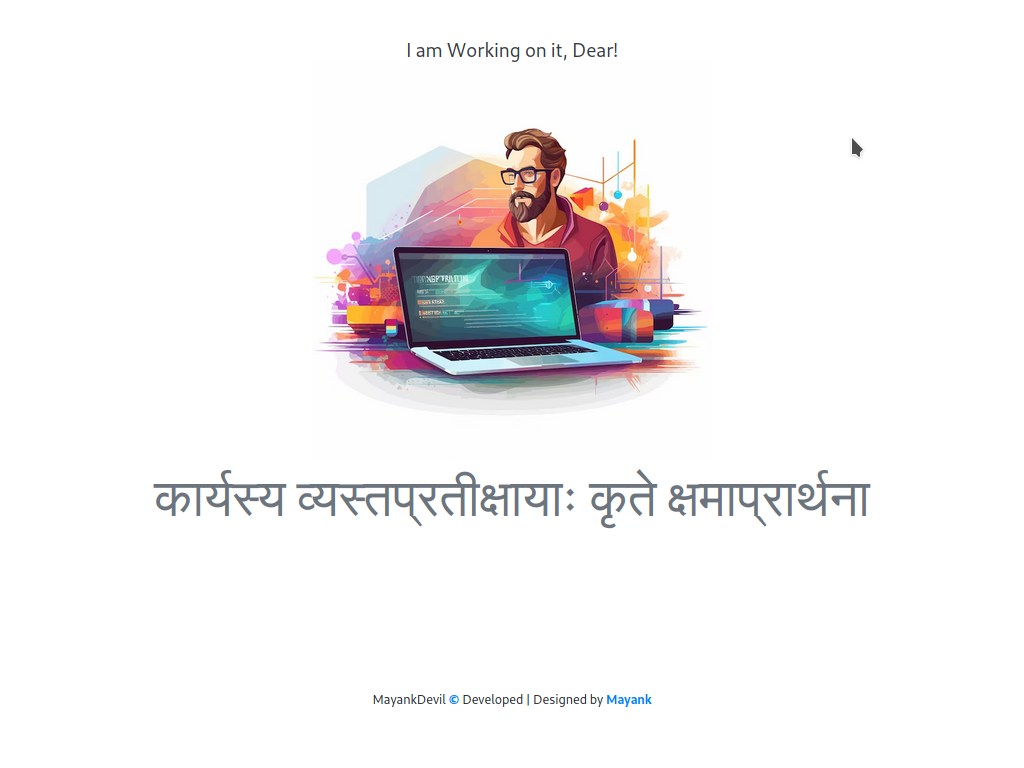 I am Working on it, Dear!
कार्यस्य व्यस्तप्रतीक्षायाः कृते क्षमाप्रार्थना
MayankDevil © Developed | Designed by Mayank